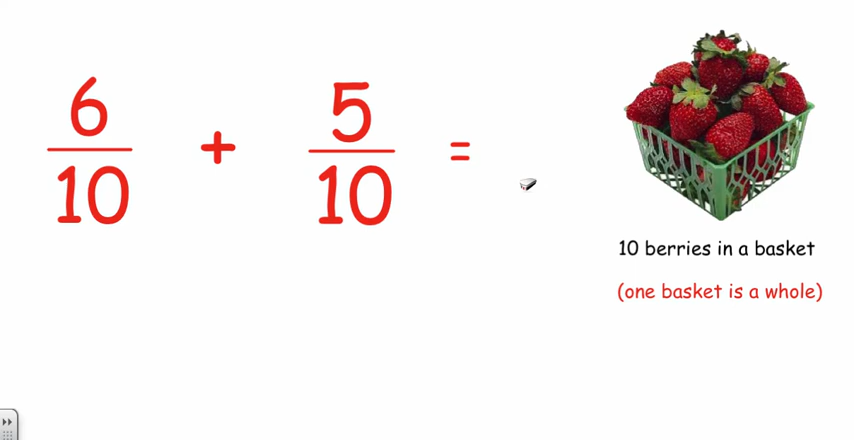 6/10 + 5/10 =
10 berries in a basket
(one basket is a whole)